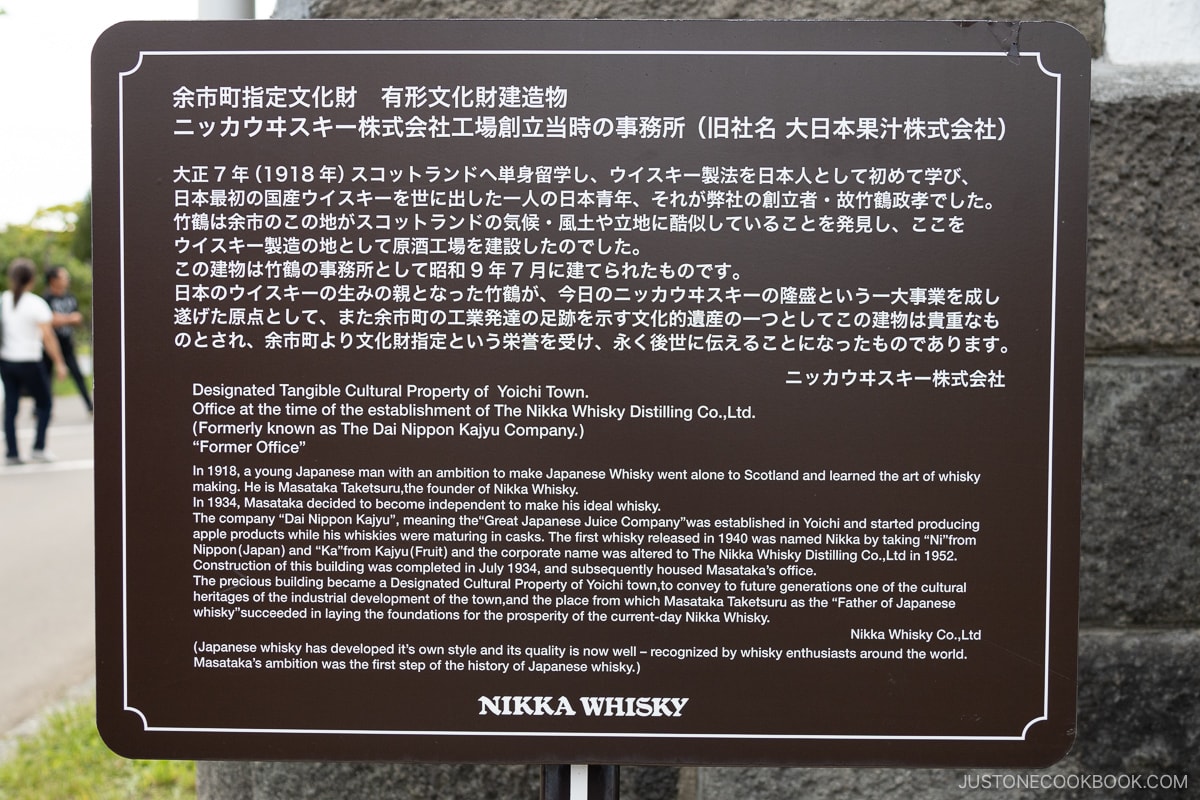 余市町指定文化財　有形文化財建造物
ニッカウヰスキー株式会社工場創立当時の事務所（旧社名 大日本果汁株式会社）
大正７年（1918年）スコットランドへ単身留学し、ウイスキー製法を日本人として初めて学び、
日本最初の国産ウイスキーを世に出した一人の日本青年、それが弊社の創立者・故竹鶴政孝でした。
竹鶴は余市のこの地がスコットランドの気候・風土や立地に酷似していることを発見し、ここを
ウイスキー製造の地として原酒工場を建設したのでした。
この建物は竹鶴の事務所として昭和９年７月に建てられたものです。
日本のウイスキーの生みの親となった竹鶴が、今日のニッカウヰスキーの隆盛という一大事業を成し
遂げた原点として、また余市町の工業発達の足跡を示す文化的遺産の一つとしてこの建物は貴重なも
のとされ、余市町より文化財指定という栄誉を受け、永く後世に伝えることになったものであります。
ニッカウヰスキー株式会社
Designated Tangible Cultural Property of Yoichi Town.
Office at the time of the establishment of The Nikka Whisky Distilling Co.,Ltd.
(Formerly known as The Dai Nippon Kajyu Company.)
“Former Office”
In 1918, a young Japanese man with an ambition to make Japanese Whisky went alone to Scotland and learned the art of whisky
making. He is Masataka Taketsuru,the founder of Nikka Whisky.
In 1934, Masataka decided to become independent to make his ideal whisky.
The company “Dai Nippon Kajyu”, meaning the“Great Japanese Juice Company”was established in Yoichi and started producing
apple products while his whiskies were maturing in casks. The first whisky released in 1940 was named Nikka by taking “Ni”from
Nippon(Japan) and “Ka”from Kajyu(Fruit) and the corporate name was altered to The Nikka Whisky Distilling Co.,Ltd in 1952.
Construction of this building was completed in July 1934, and subsequently housed Masataka’s office.
The precious building became a Designated Cultural Property of Yoichi town,to convey to future generations one of the cultural
heritages of the industrial development of the town,and the place from which Masataka Taketsuru as the “Father of Japanese
whisky”succeeded in laying the foundations for the prosperity of the current-day Nikka Whisky.
Nikka Whisky Co.,Ltd
(Japanese whisky has developed it’s own style and its quality is now well – recognized by whisky enthusiasts around the world.
Masataka’s ambition was the first step of the history of Japanese whisky.)
NIKKA WHISKY
JUSTONECOOKBOOK.COM